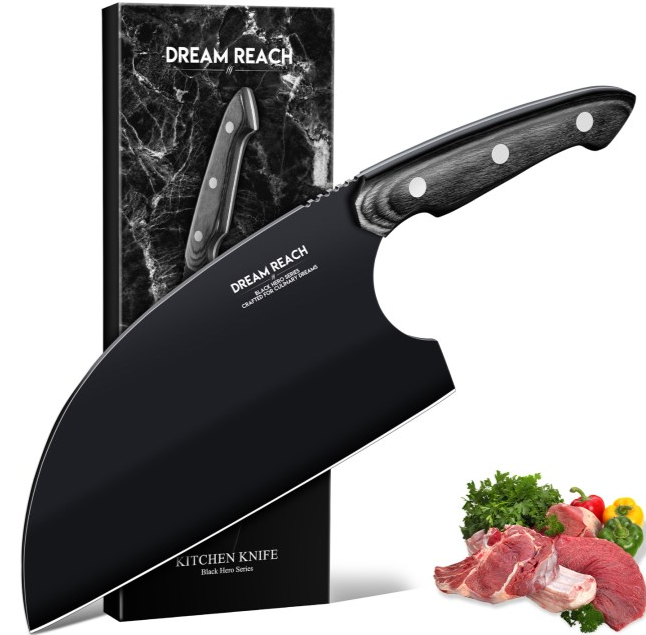 DREAM REACH
DREAM REACH
BLACK HERO SERIES
CRAFTED FOR CULINARY DREAMS
KITCHEN KNIFE
Black Hero Series